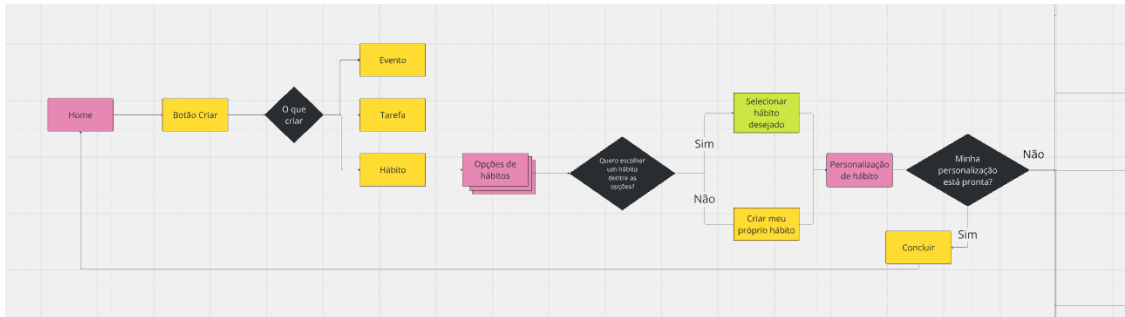 Home
Botão Criar
O que
criar
Evento
Tarefa
Hábito
Opções de
hábitos
Quero escolher
um hábito
dentre as
opções?
Sim
Não
Selecionar
hábito
desejado
Criar meu
próprio hábito
Personalização
de hábito
Minha
personalização
está pronta?
Não
Sim
Concluir